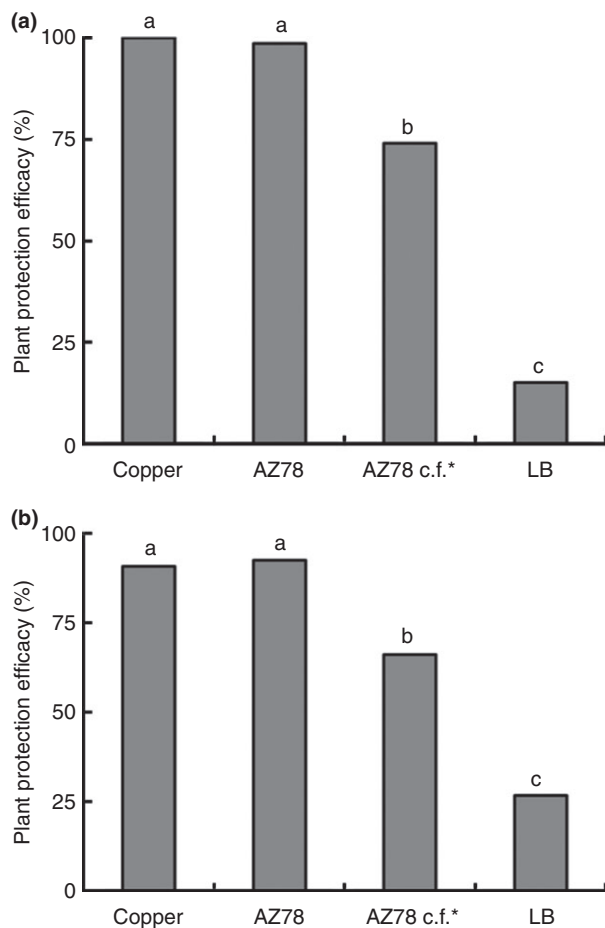 (a)
Plant protection efficacy (%)
100
75
50
25
0
a
a
b
c
Copper
AZ78
AZ78 c.f.*
LB
(b)
Plant protection efficacy (%)
100
75
50
25
0
a
a
b
c
Copper
AZ78
AZ78 c.f.*
LB